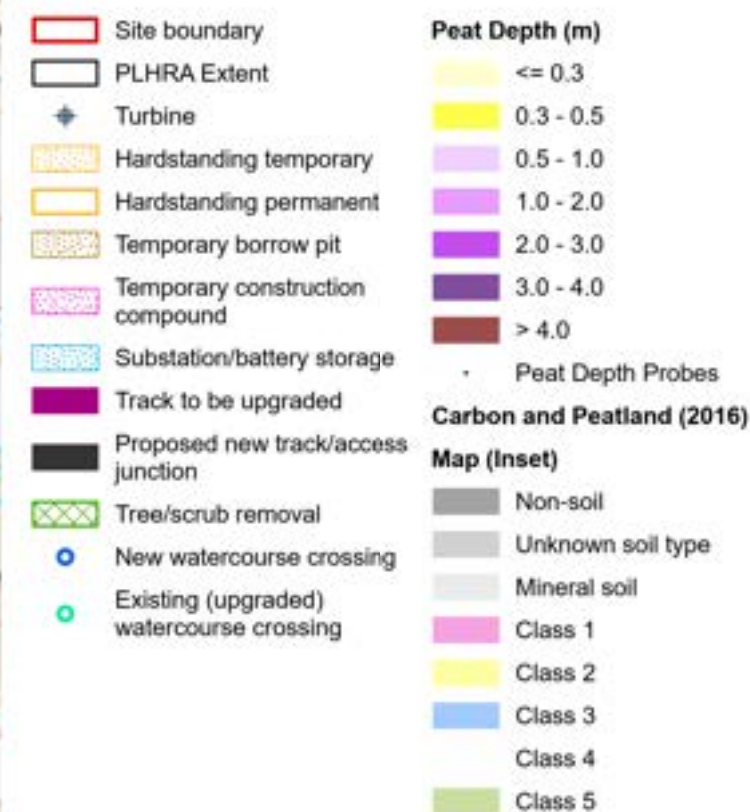 Site boundary
PLHRA Extent
Turbine
Hardstanding temporary
Hardstanding permanent
Temporary borrow pit
Temporary construction
compound
Substation/battery storage
Track to be upgraded
Proposed new track/access
junction
Tree/scrub removal
New watercourse crossing
Existing (upgraded)
watercourse crossing
Peat Depth (m)
<= 0.3
0.3 - 0.5
0.5 - 1.0
1.0 - 2.0
2.0 - 3.0
3.0 - 4.0
> 4.0
Peat Depth Probes
Carbon and Peatland (2016)
Map (Inset)
Non-soil
Unknown soil type
Mineral soil
Class 1
Class 2
Class 3
Class 4
Class 5